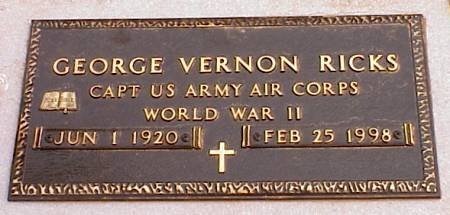 GEORGE VERNON RICKS
CAPT US ARMY AIR CORPS
WORLD WAR II
JUN 1 1920 FEB 25 1998